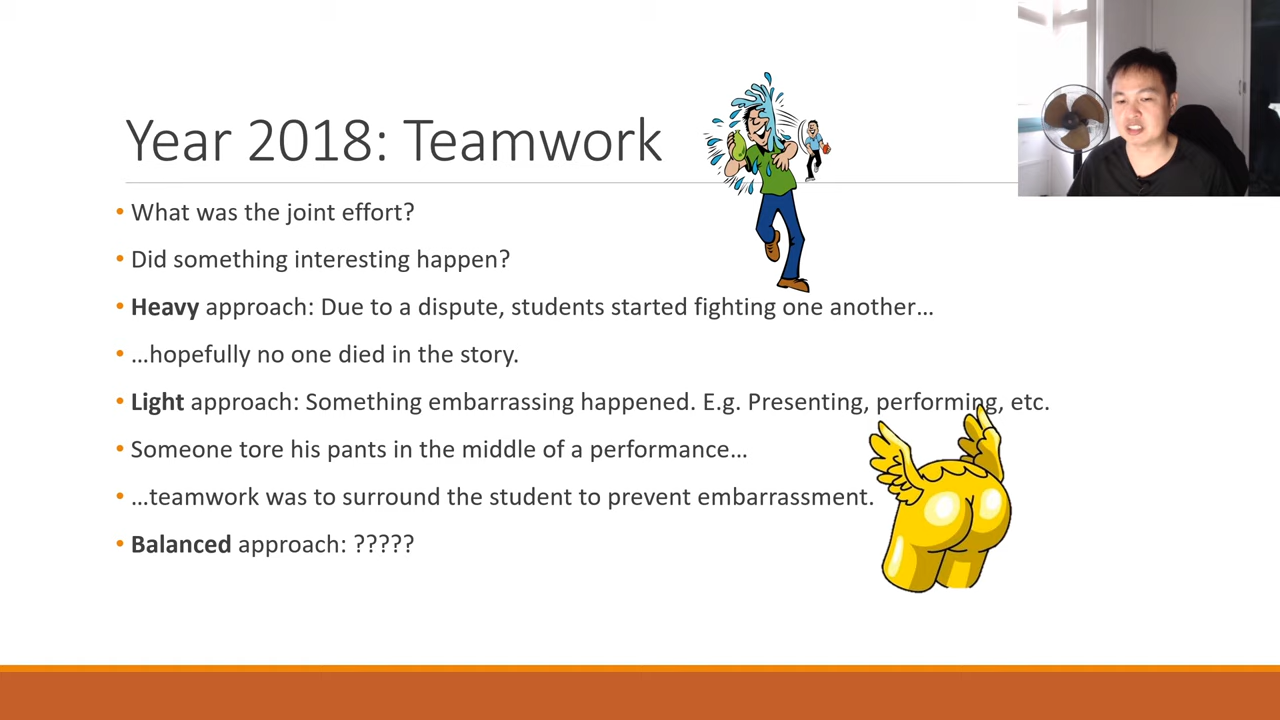 Year 2018: Teamwork
• What was the joint effort?
• Did something interesting happen?
• Heavy approach: Due to a dispute, students started fighting one another…
• …hopefully no one died in the story.
• Light approach: Something embarrassing happened. E.g. Presenting, performing, etc.
• Someone tore his pants in the middle of a performance…
• …teamwork was to surround the student to prevent embarrassment.
• Balanced approach: ?????